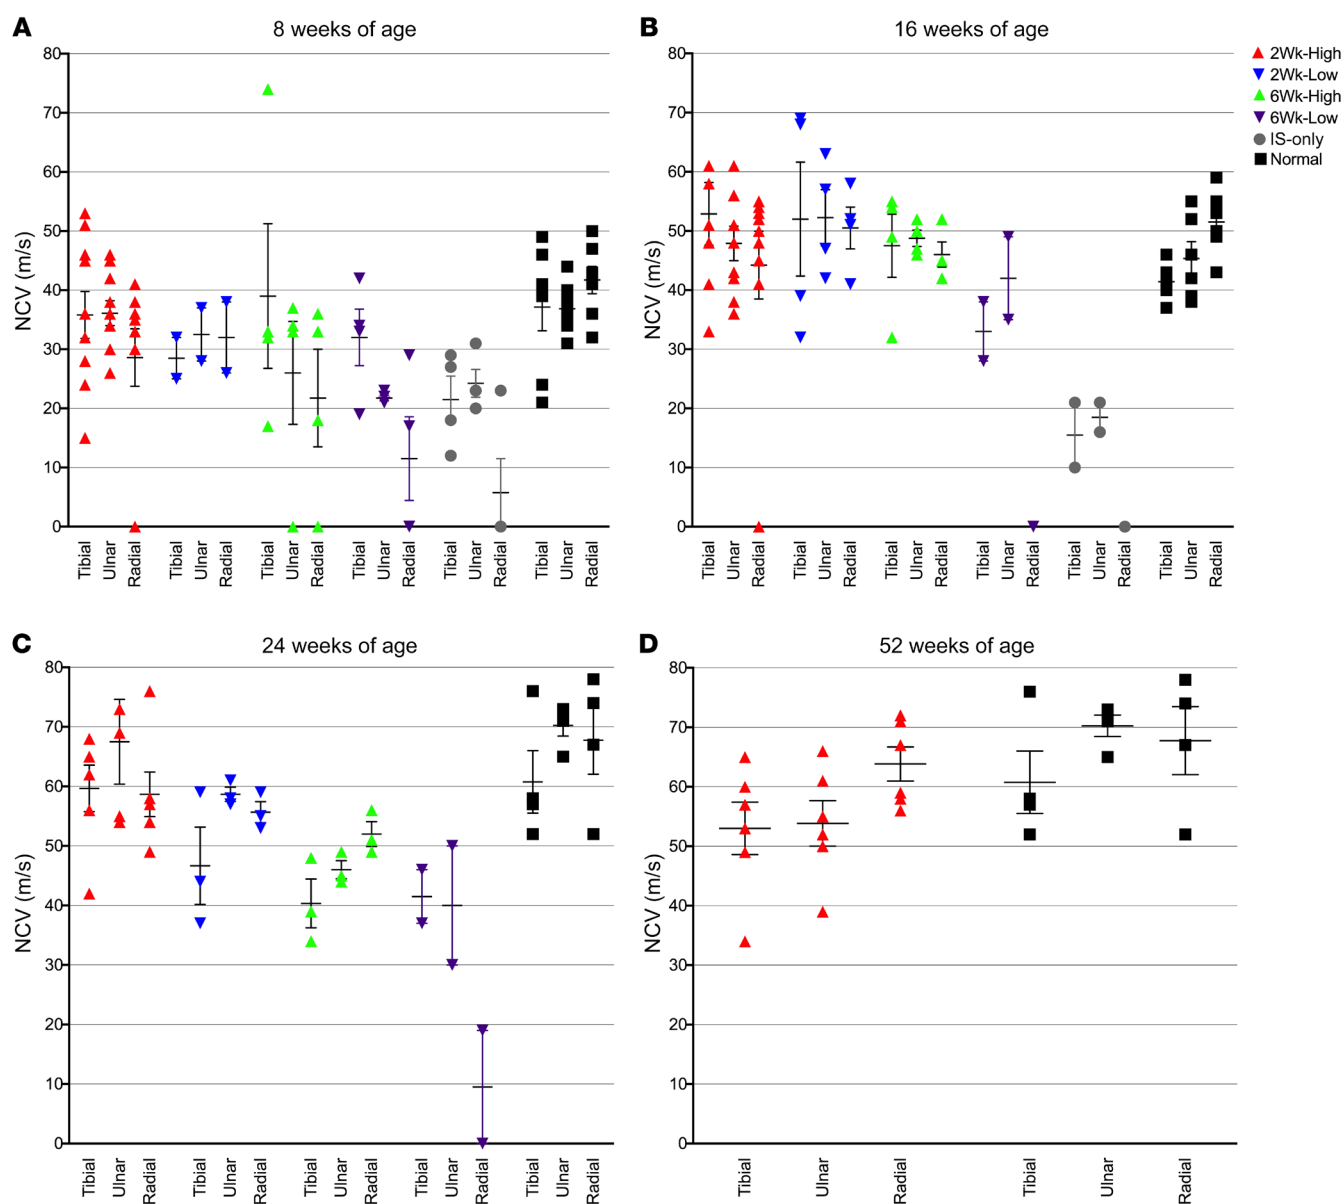 A
8 weeks of age
NCV (m/s)
80
70
60
50
40
30
20
10
0
Tibial
Ulnar
Radial
Tibial
Ulnar
Radial
Tibial
Ulnar
Radial
Tibial
Ulnar
Radial
Tibial
Ulnar
Radial
Tibial
Ulnar
Radial
B
16 weeks of age
NCV (m/s)
80
70
60
50
40
30
20
10
0
Tibial
Ulnar
Radial
Tibial
Ulnar
Radial
Tibial
Ulnar
Radial
Tibial
Ulnar
Radial
Tibial
Ulnar
Radial
Tibial
Ulnar
Radial
2Wk-High
2Wk-Low
6Wk-High
6Wk-Low
IS-only
Normal
C
24 weeks of age
NCV (m/s)
80
70
60
50
40
30
20
10
0
Tibial
Ulnar
Radial
Tibial
Ulnar
Radial
Tibial
Ulnar
Radial
Tibial
Ulnar
Radial
Tibial
Ulnar
Radial
D
52 weeks of age
NCV (m/s)
80
70
60
50
40
30
20
10
0
Tibial
Ulnar
Radial
Tibial
Ulnar
Radial